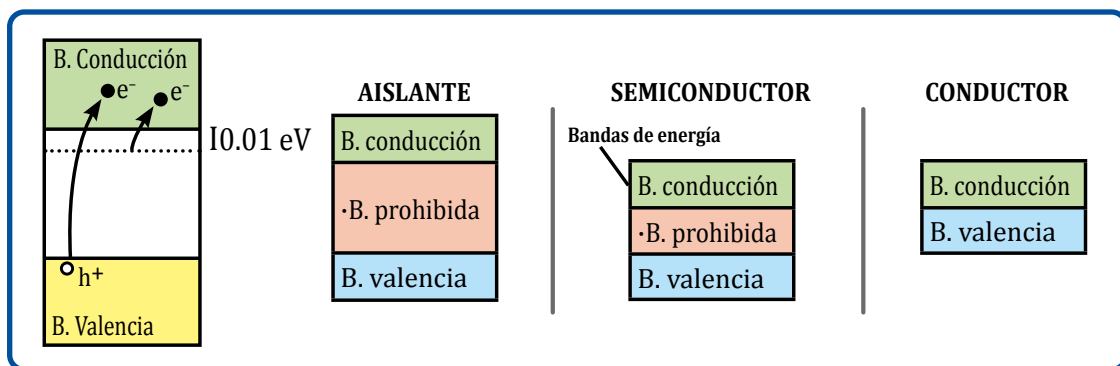 B. Conducción
e⁻
e⁻
I0.01 eV
h⁺
B. Valencia
AISLANTE
B. conducción
·B. prohibida
B. valencia
SEMICONDUCTOR
Bandas de energía
B. conducción
·B. prohibida
B. valencia
CONDUCTOR
B. conducción
B. valencia